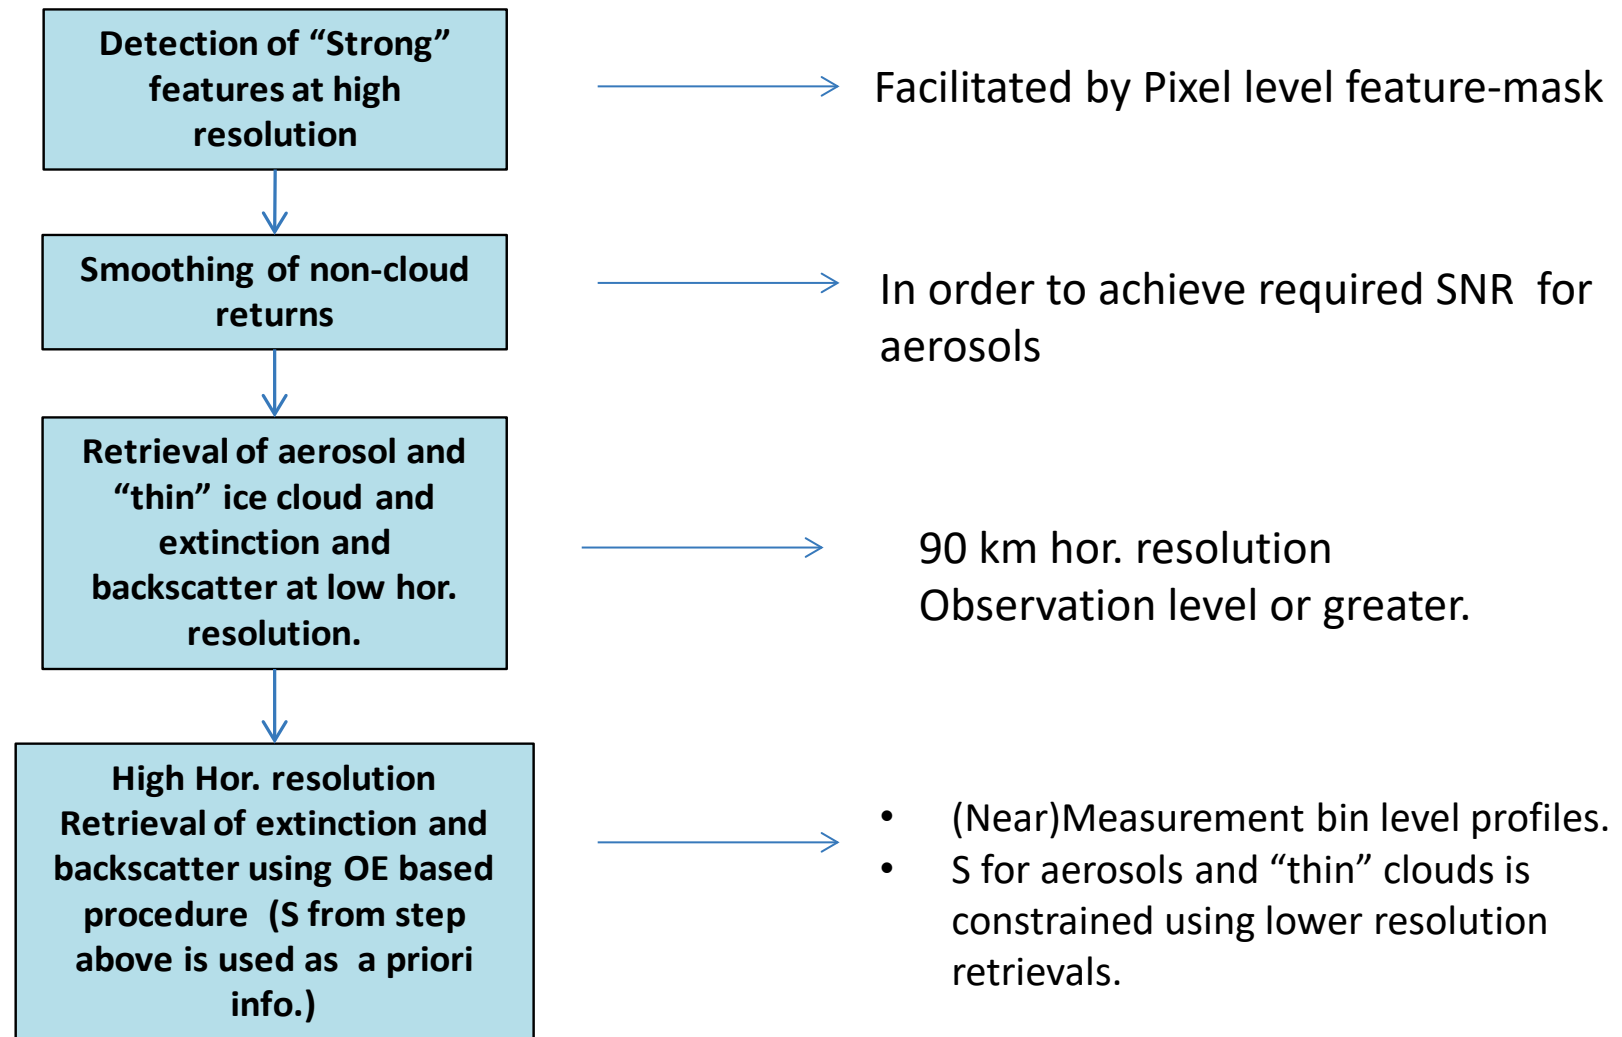 Detection of “Strong”
features at high
resolution
Facilitated by Pixel level feature-mask
Smoothing of non-cloud
returns
In order to achieve required SNR for
aerosols
Retrieval of aerosol and
“thin” ice cloud and
extinction and
backscatter at low hor.
resolution.
90 km hor. resolution
Observation level or greater.
High Hor. resolution
Retrieval of extinction and
backscatter using OE based
procedure (S from step
above is used as a priori
info.)
• (Near)Measurement bin level profiles.
• S for aerosols and “thin” clouds is
constrained using lower resolution
retrievals.